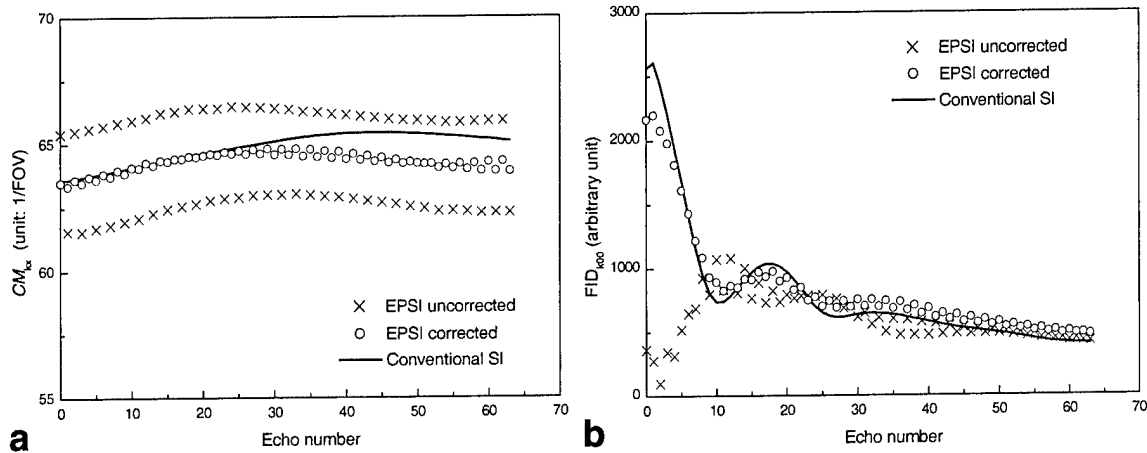 70
65
60
55
CM_kx (unit: 1/FOV)
× EPSI uncorrected
○ EPSI corrected
Conventional SI
0 10 20 30 40 50 60 70
Echo number
a
3000
2000
1000
0
FID_k00 (arbitrary unit)
× EPSI uncorrected
○ EPSI corrected
Conventional SI
0 10 20 30 40 50 60 70
Echo number
b